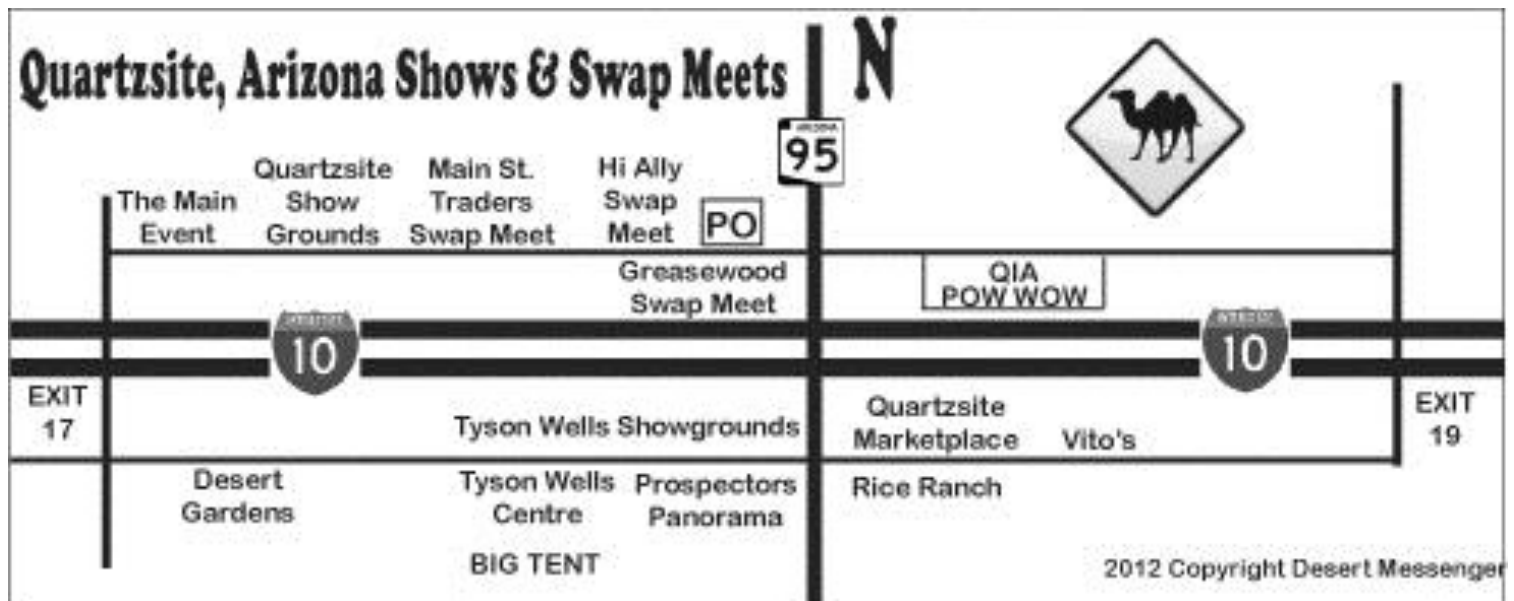 Quartzsite, Arizona Shows & Swap Meets
N
ARIZONA
95
The Main
Event
Quartzsite
Show
Grounds
Main St.
Traders
Swap Meet
Hi Ally
Swap
Meet
PO
Greasewood
Swap Meet
QIA
POW WOW
10
10
EXIT
17
Tyson Wells Showgrounds
Quartzsite
Marketplace
Vito's
EXIT
19
Desert
Gardens
Tyson Wells
Centre
Prospectors
Panorama
Rice Ranch
BIG TENT
2012 Copyright Desert Messenger